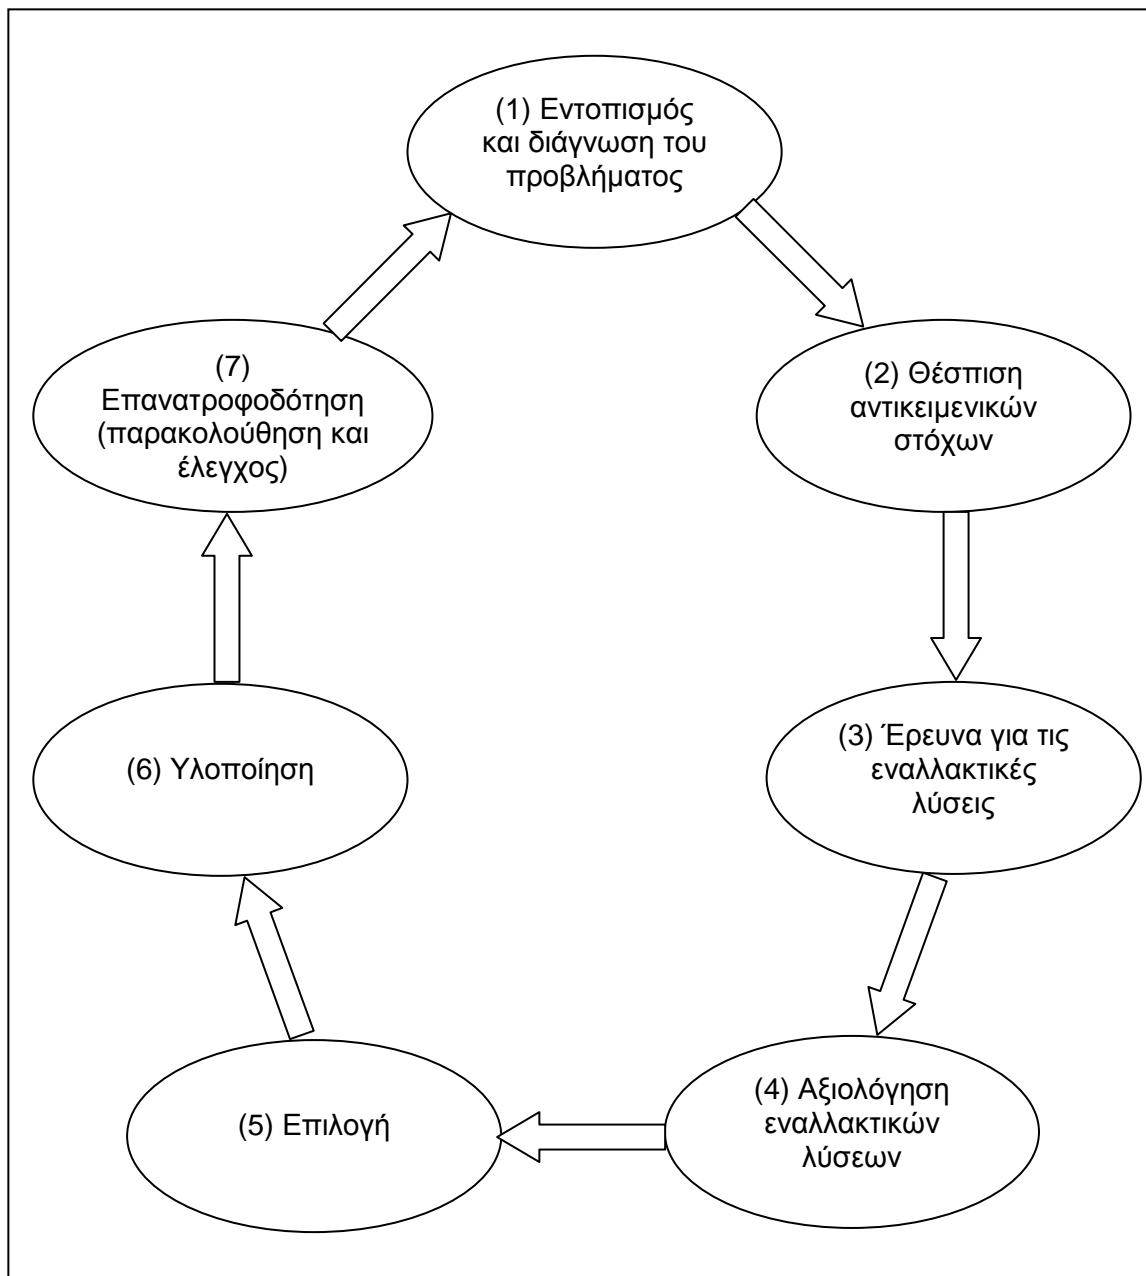 (1) Εντοπισμός
και διάγνωση του
προβλήματος
(2) Θέσπιση
αντικειμενικών
στόχων
(3) Έρευνα για τις
εναλλακτικές
λύσεις
(4) Αξιολόγηση
εναλλακτικών
λύσεων
(5) Επιλογή
(6) Υλοποίηση
(7)
Επανατροφοδότηση
(παρακολούθηση και
έλεγχος)